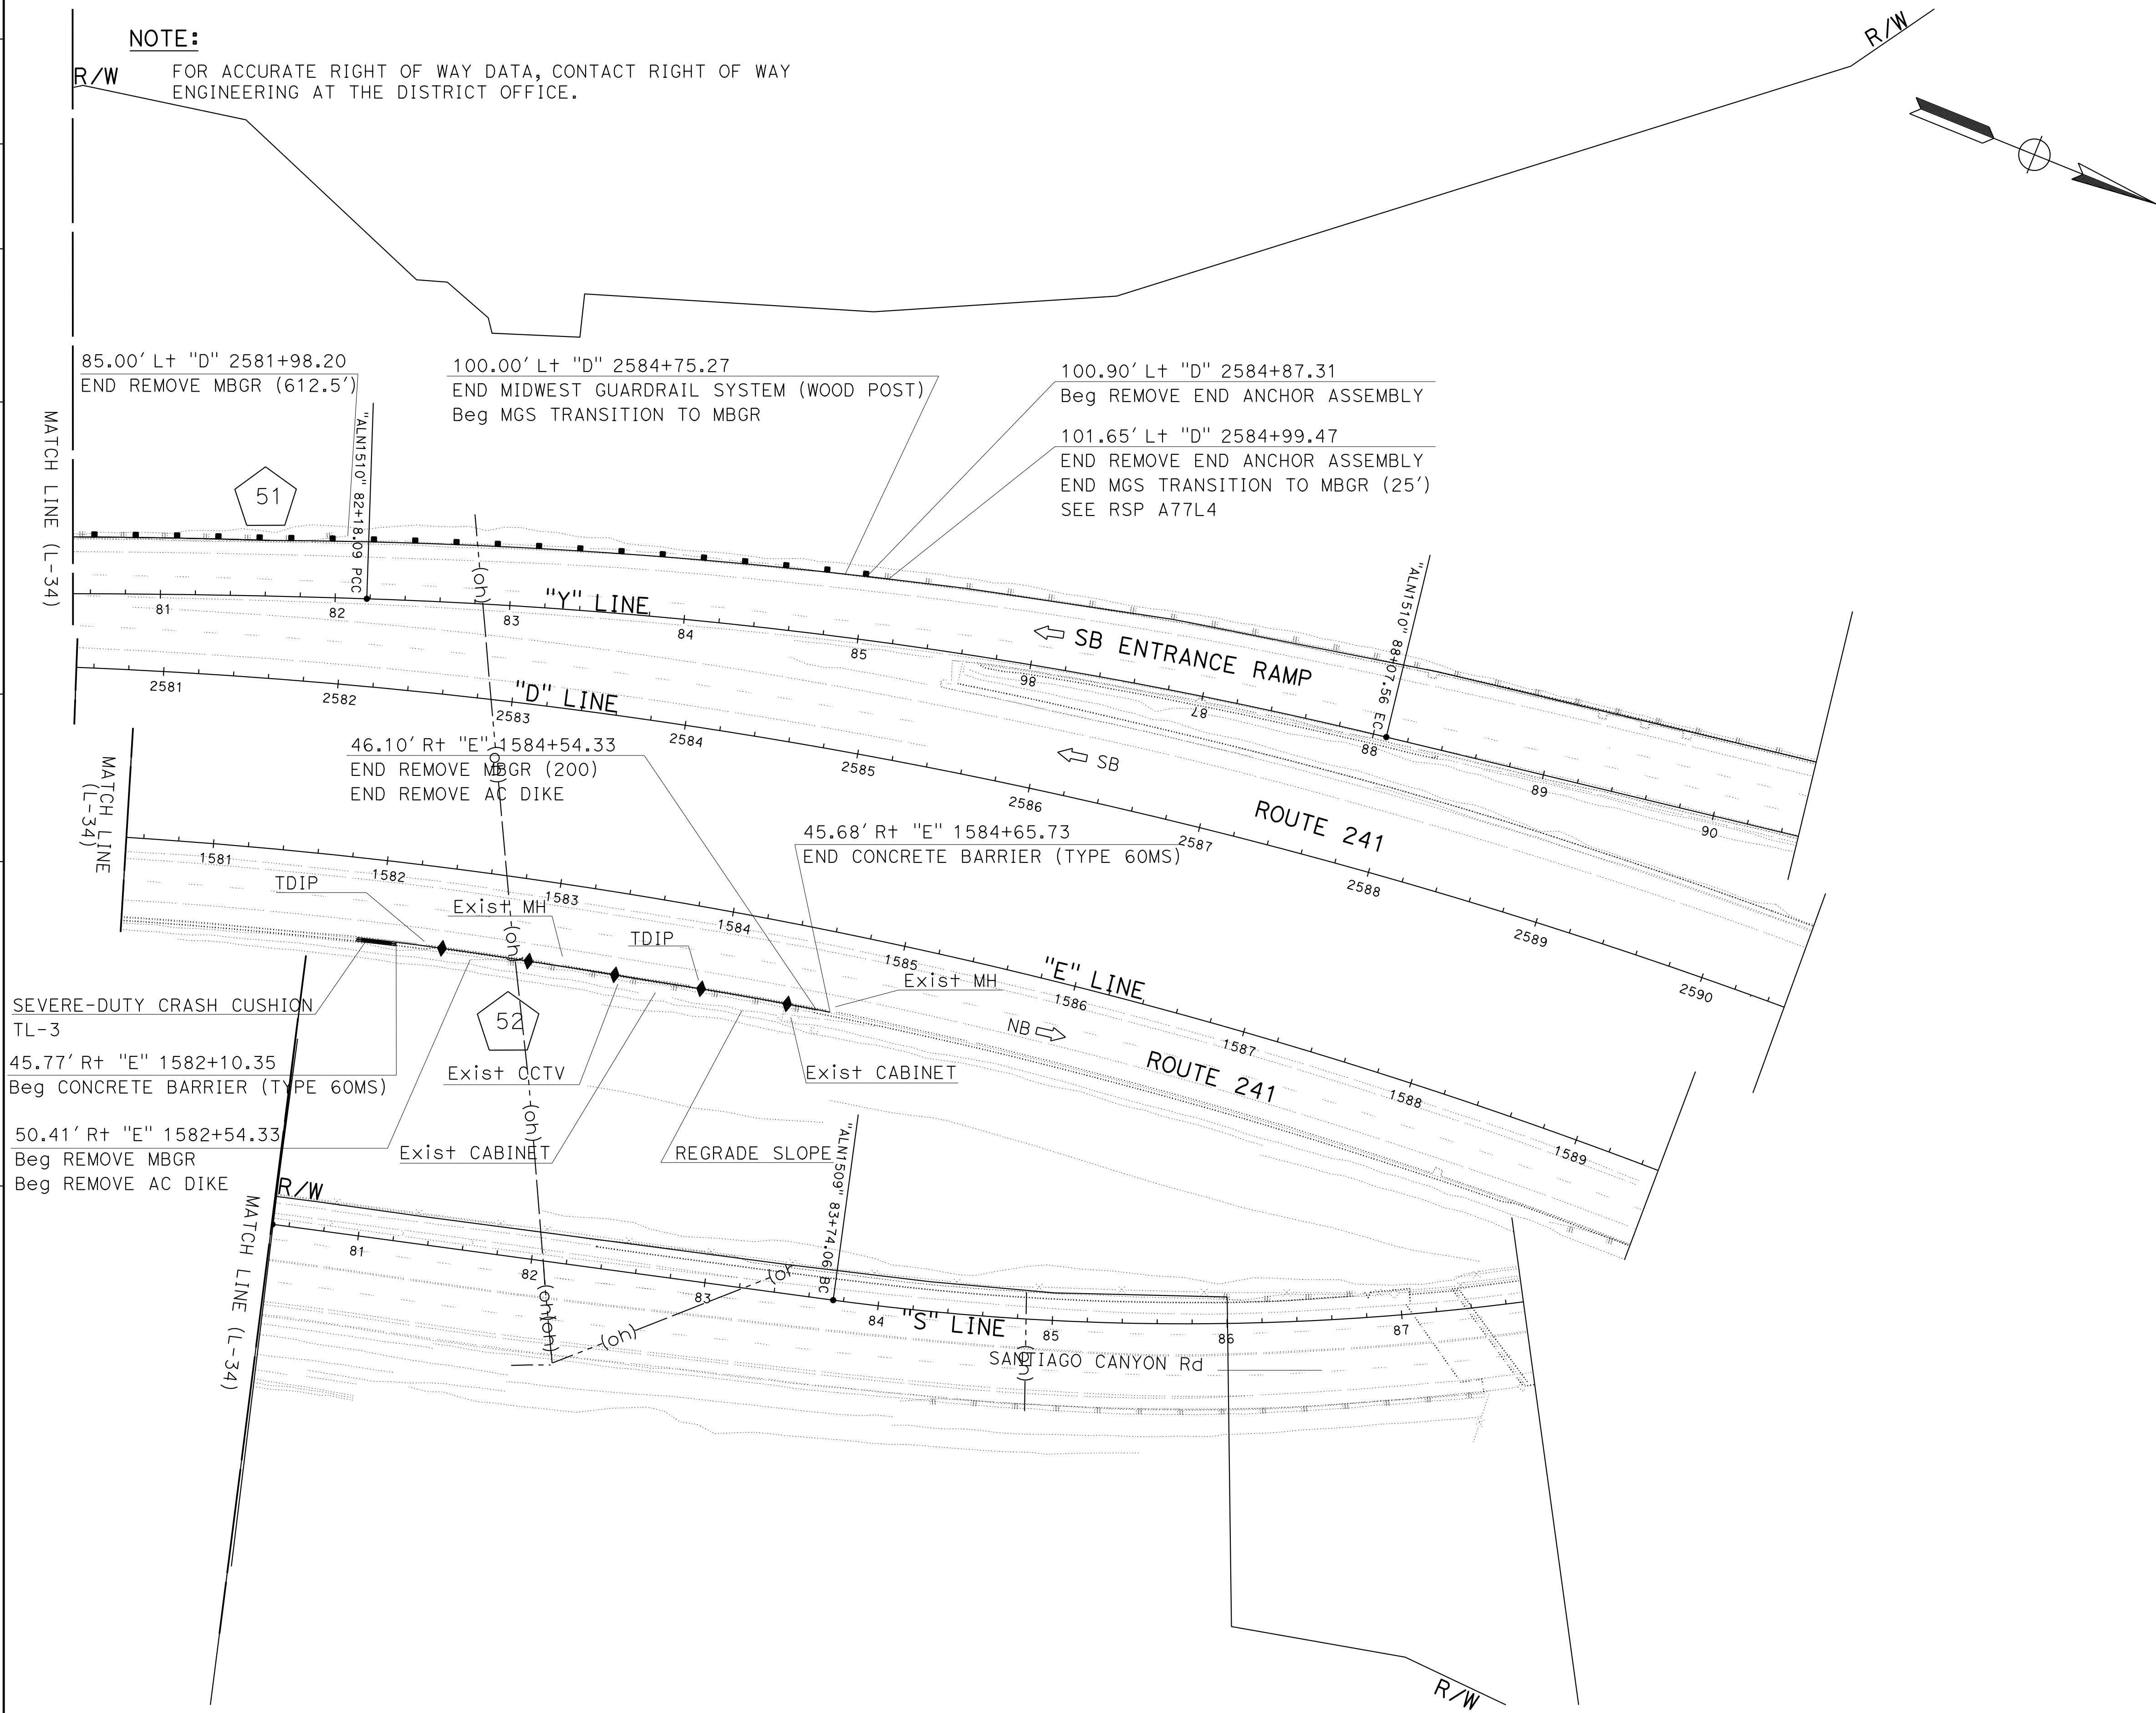 NOTE:
R/W
FOR ACCURATE RIGHT OF WAY DATA, CONTACT RIGHT OF WAY
ENGINEERING AT THE DISTRICT OFFICE.
R/W
85.00' Lt "D" 2581+98.20
END REMOVE MBGR (612.5')
100.00' Lt "D" 2584+75.27
END MIDWEST GUARDRAIL SYSTEM (WOOD POST)
Beg MGS TRANSITION TO MBGR
100.90' Lt "D" 2584+87.31
Beg REMOVE END ANCHOR ASSEMBLY
101.65' Lt "D" 2584+99.47
END REMOVE END ANCHOR ASSEMBLY
END MGS TRANSITION TO MBGR (25')
SEE RSP A77L4
MATCH LINE (L-34)
51
"ALN1510" 82+18.09 PCC
(oh)
"Y" LINE
81
82
83
84
85
86
87
88
89
90
SB ENTRANCE RAMP
"ALN1510" 88+07.56 EC
"D" LINE
2581
2582
2583
2584
2585
2586
2587
2588
2589
2590
SB
ROUTE 241
(oh)
46.10' Rt "E" 1584+54.33
END REMOVE MBGR (200)
END REMOVE AC DIKE
45.68' Rt "E" 1584+65.73
END CONCRETE BARRIER (TYPE 60MS)
MATCH LINE
(L-34)
1581
1582
1583
1584
1585
1586
1587
1588
1589
"E" LINE
TDIP
Exist MH
(oh)
TDIP
Exist MH
NB
ROUTE 241
SEVERE-DUTY CRASH CUSHION
TL-3
52
45.77' Rt "E" 1582+10.35
Beg CONCRETE BARRIER (TYPE 60MS)
Exist CCTV
Exist CABINET
50.41' Rt "E" 1582+54.33
Beg REMOVE MBGR
Beg REMOVE AC DIKE
(oh)
Exist CABINET
REGRADE SLOPE
"ALN1509" 83+74.06 BC
R/W
MATCH LINE (L-34)
81
82
83
84
85
86
87
(oh)
(oh)
(oh)
"S" LINE
SANTIAGO CANYON Rd
(oh)
R/W